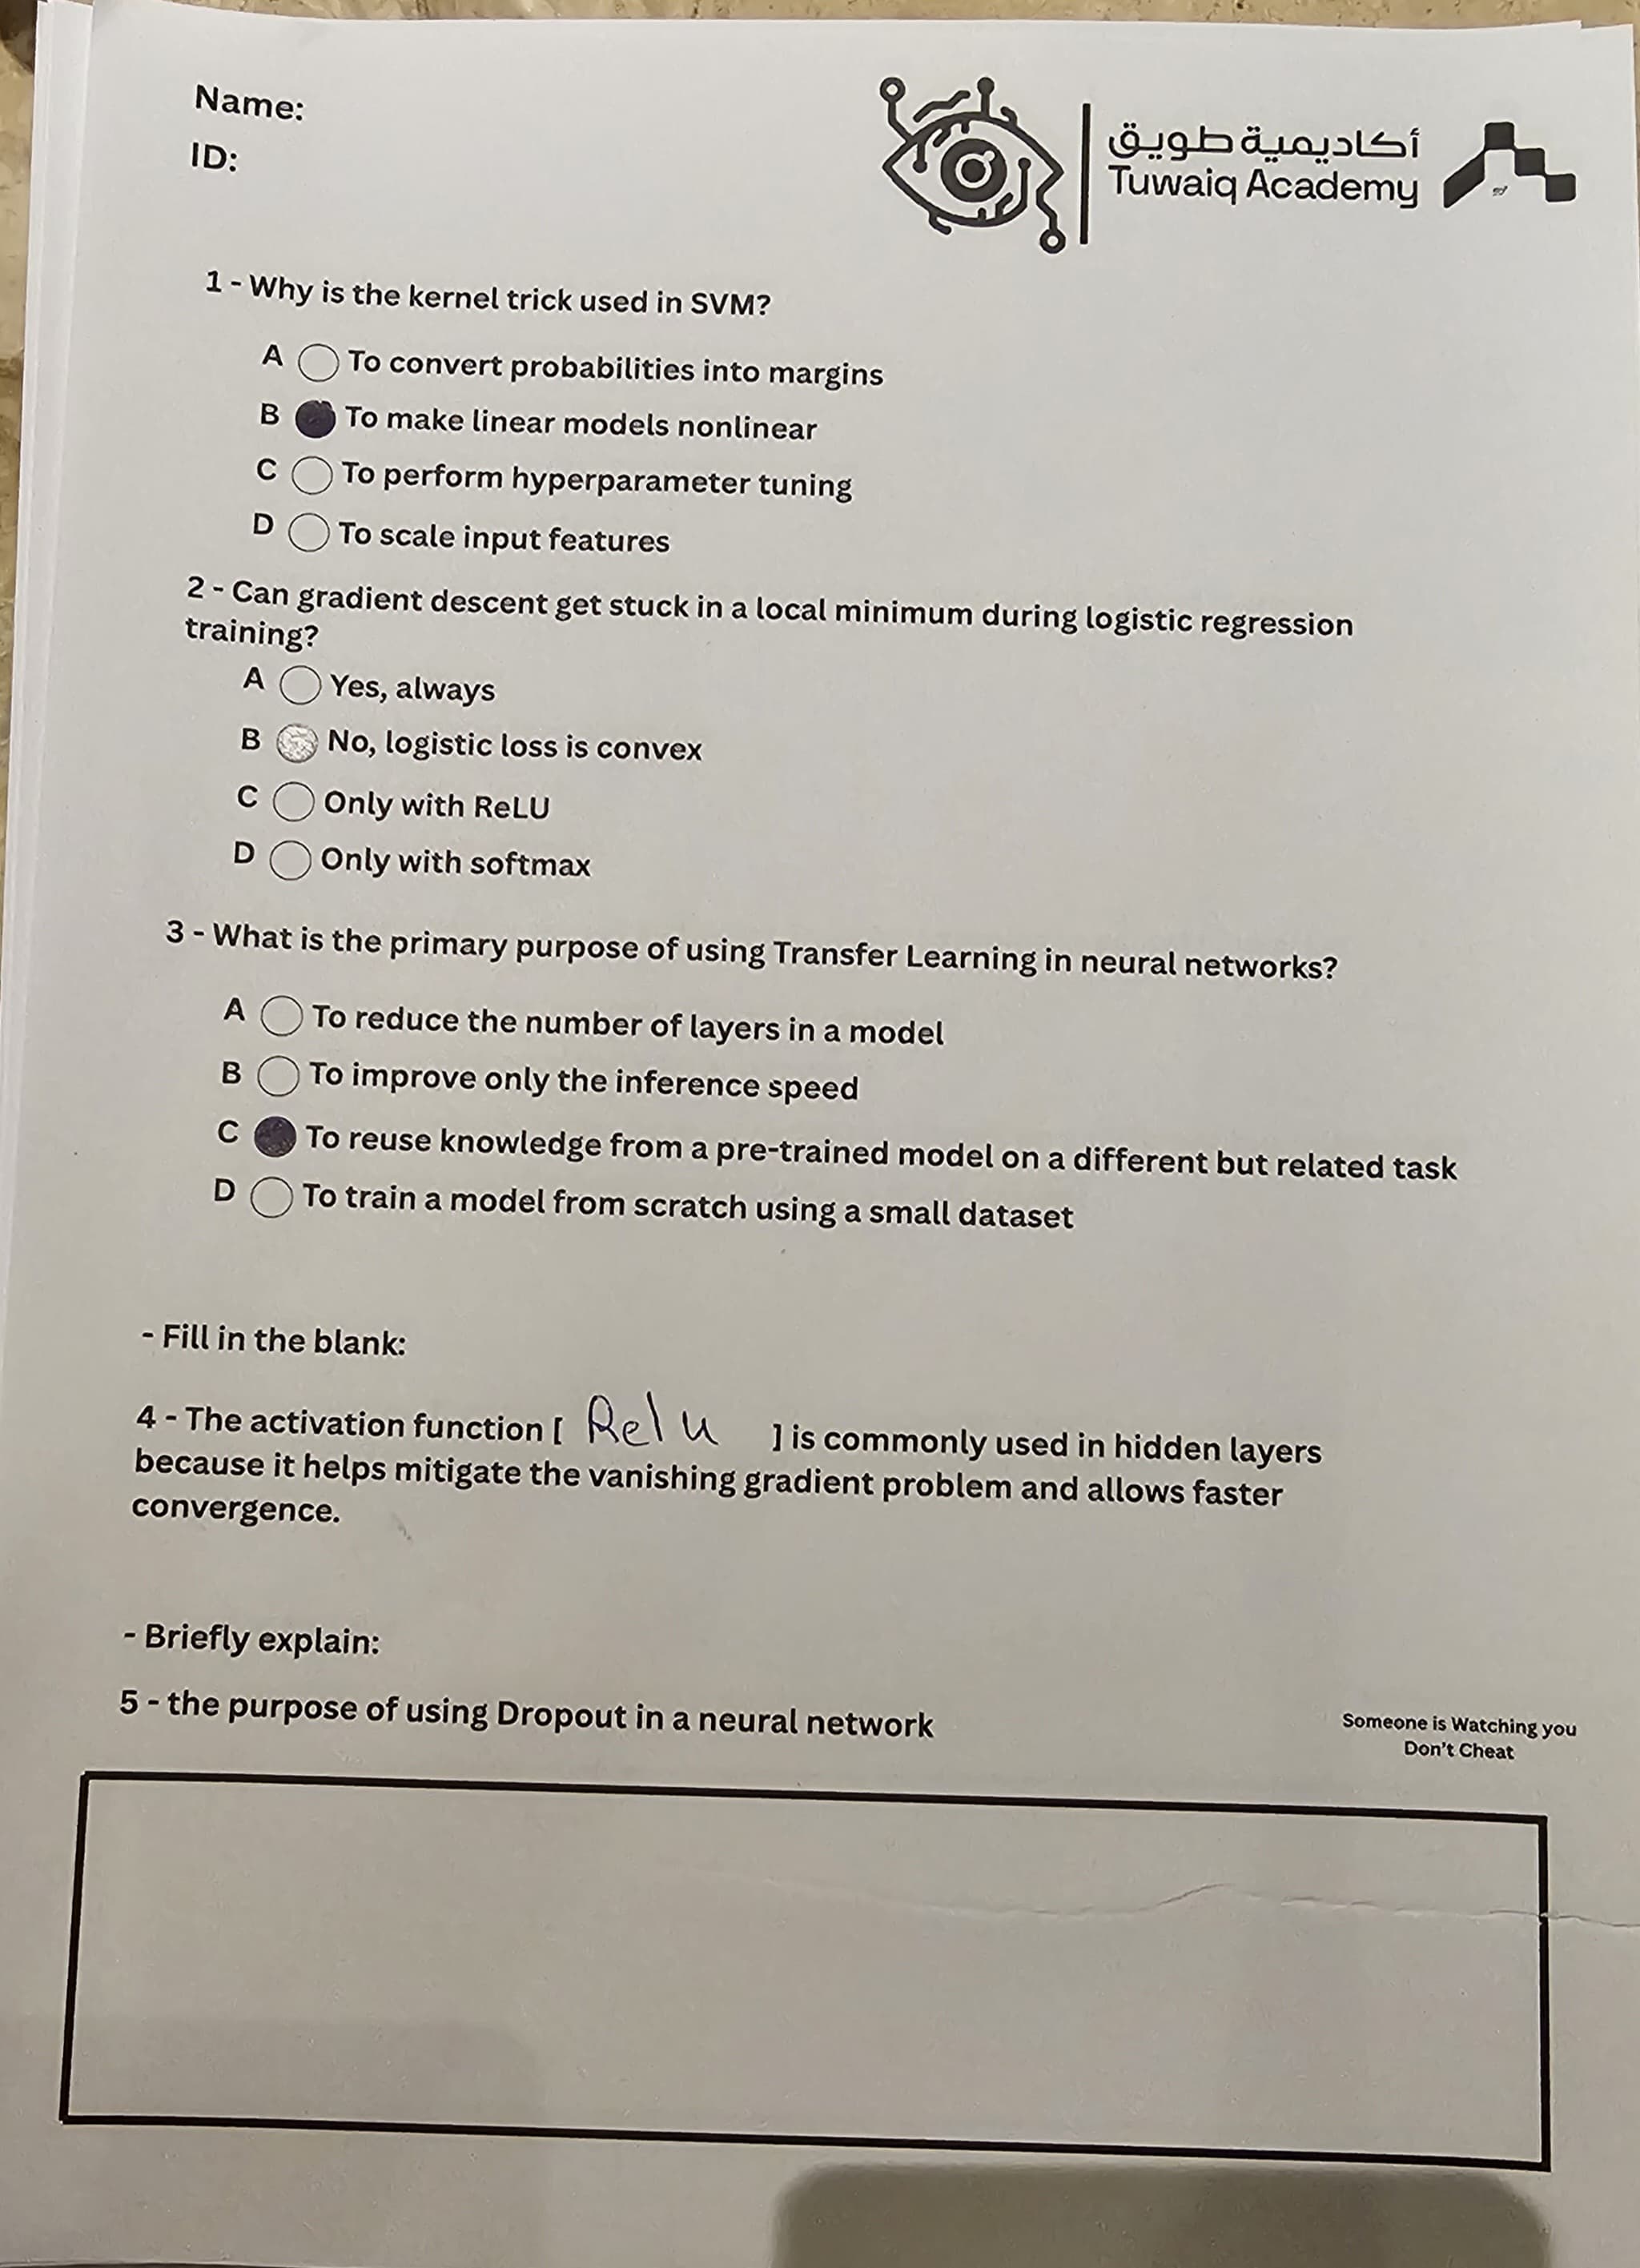 Name:
ID:
أكاديمية طويق
Tuwaiq Academy
1 - Why is the kernel trick used in SVM?
A To convert probabilities into margins
B To make linear models nonlinear
C To perform hyperparameter tuning
D To scale input features
2 - Can gradient descent get stuck in a local minimum during logistic regression
training?
A Yes, always
B No, logistic loss is convex
C Only with ReLU
D Only with softmax
3 - What is the primary purpose of using Transfer Learning in neural networks?
A To reduce the number of layers in a model
B To improve only the inference speed
C To reuse knowledge from a pre-trained model on a different but related task
D To train a model from scratch using a small dataset
- Fill in the blank:
4 - The activation function [ Relu ] is commonly used in hidden layers
because it helps mitigate the vanishing gradient problem and allows faster
convergence.
- Briefly explain:
5 - the purpose of using Dropout in a neural network
Someone is Watching you
Don't Cheat